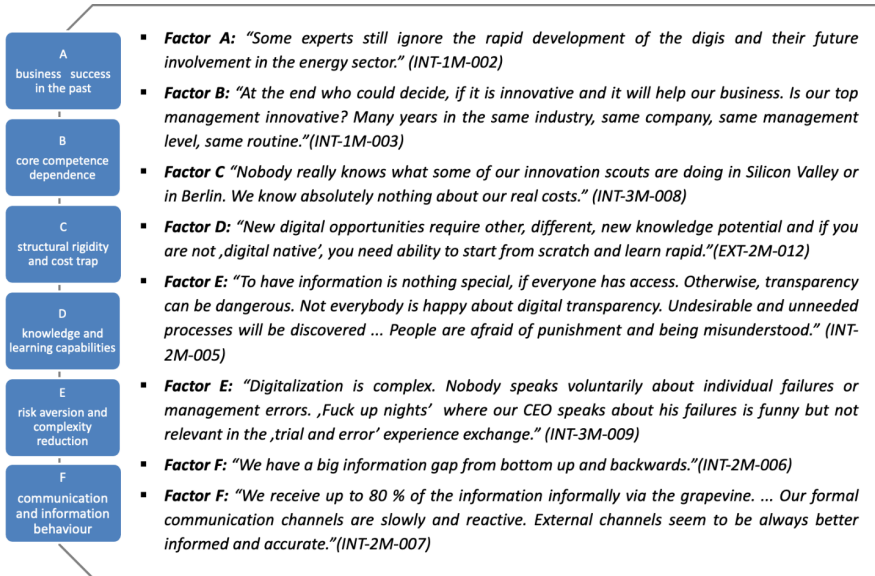 A
business success
in the past
B
core competence
dependence
C
structural rigidity
and cost trap
D
knowledge and
learning capabilities
E
risk aversion and
complexity
reduction
F
communication
and information
behaviour
▪ Factor A: “Some experts still ignore the rapid development of the digis and their future
involvement in the energy sector.” (INT-1M-002)
▪ Factor B: “At the end who could decide, if it is innovative and it will help our business. Is our top
management innovative? Many years in the same industry, same company, same management
level, same routine.”(INT-1M-003)
▪ Factor C “Nobody really knows what some of our innovation scouts are doing in Silicon Valley or
in Berlin. We know absolutely nothing about our real costs.” (INT-3M-008)
▪ Factor D: “New digital opportunities require other, different, new knowledge potential and if you
are not ‚digital native’, you need ability to start from scratch and learn rapid.”(EXT-2M-012)
▪ Factor E: “To have information is nothing special, if everyone has access. Otherwise, transparency
can be dangerous. Not everybody is happy about digital transparency. Undesirable and unneeded
processes will be discovered ... People are afraid of punishment and being misunderstood.” (INT-
2M-005)
▪ Factor E: “Digitalization is complex. Nobody speaks voluntarily about individual failures or
management errors. ‚Fuck up nights’ where our CEO speaks about his failures is funny but not
relevant in the ‚trial and error’ experience exchange.” (INT-3M-009)
▪ Factor F: “We have a big information gap from bottom up and backwards.”(INT-2M-006)
▪ Factor F: “We receive up to 80 % of the information informally via the grapevine. ... Our formal
communication channels are slowly and reactive. External channels seem to be always better
informed and accurate.”(INT-2M-007)